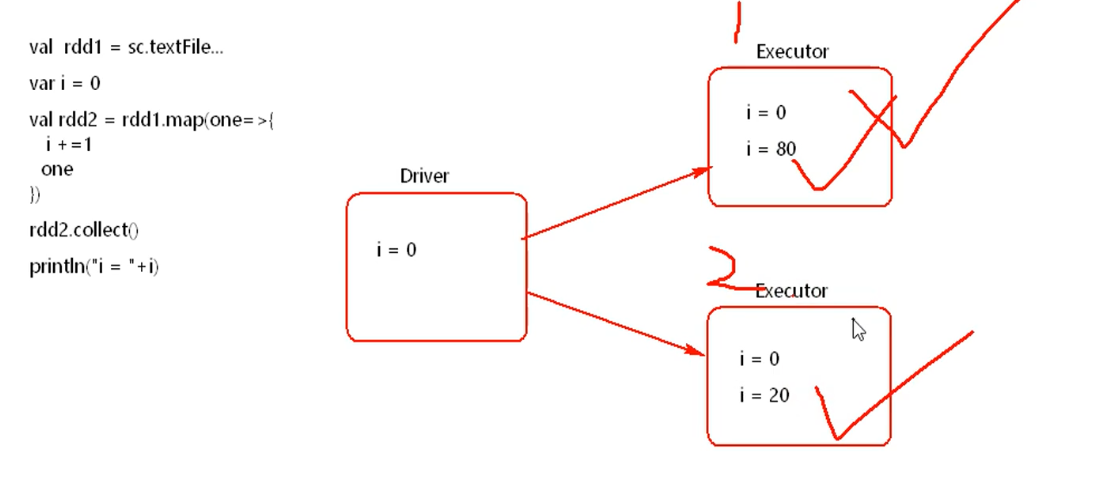 val rdd1 = sc.textFile...
var i = 0
val rdd2 = rdd1.map(one=>{
i +=1
one
})
rdd2.collect()
println("i = "+i)
Driver
i = 0
1
Executor
i = 0
i = 80
2
Executor
i = 0
i = 20